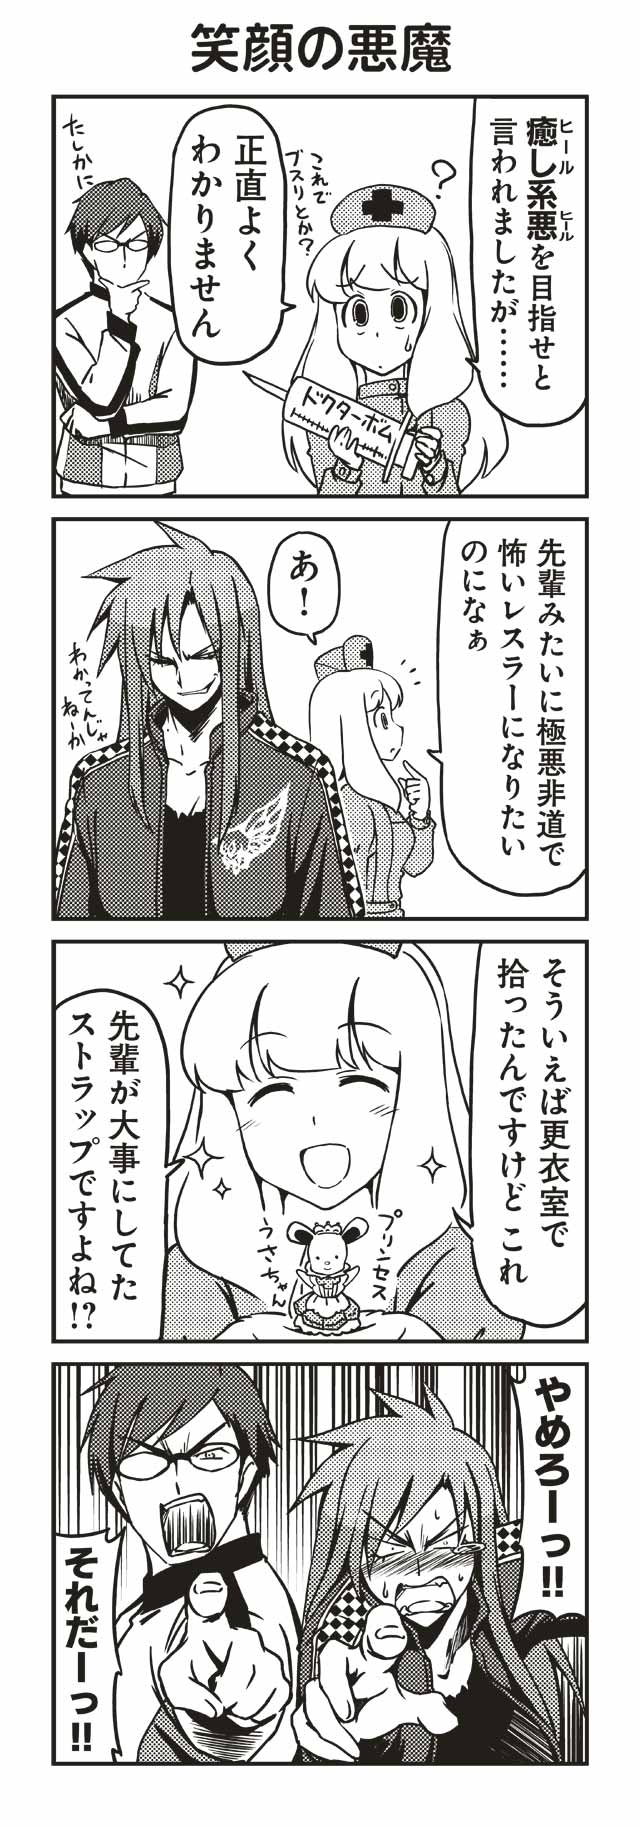 笑顔の悪魔
ヒール ヒール
癒し系悪を目指せと
言われましたが……
?
これで
ブスリとか?
正直よく
わかりません
たしかに
ドクターボム
先輩みたいに極悪非道で
怖いレスラーになりたい
のになぁ
あ!
わかってんじゃ
ねーか
そういえば更衣室で
拾ったんですけど これ
先輩が大事にしてた
ストラップですよね!?
プリンセス
うさちゃん
やめろーっ!!
それだーっ!!